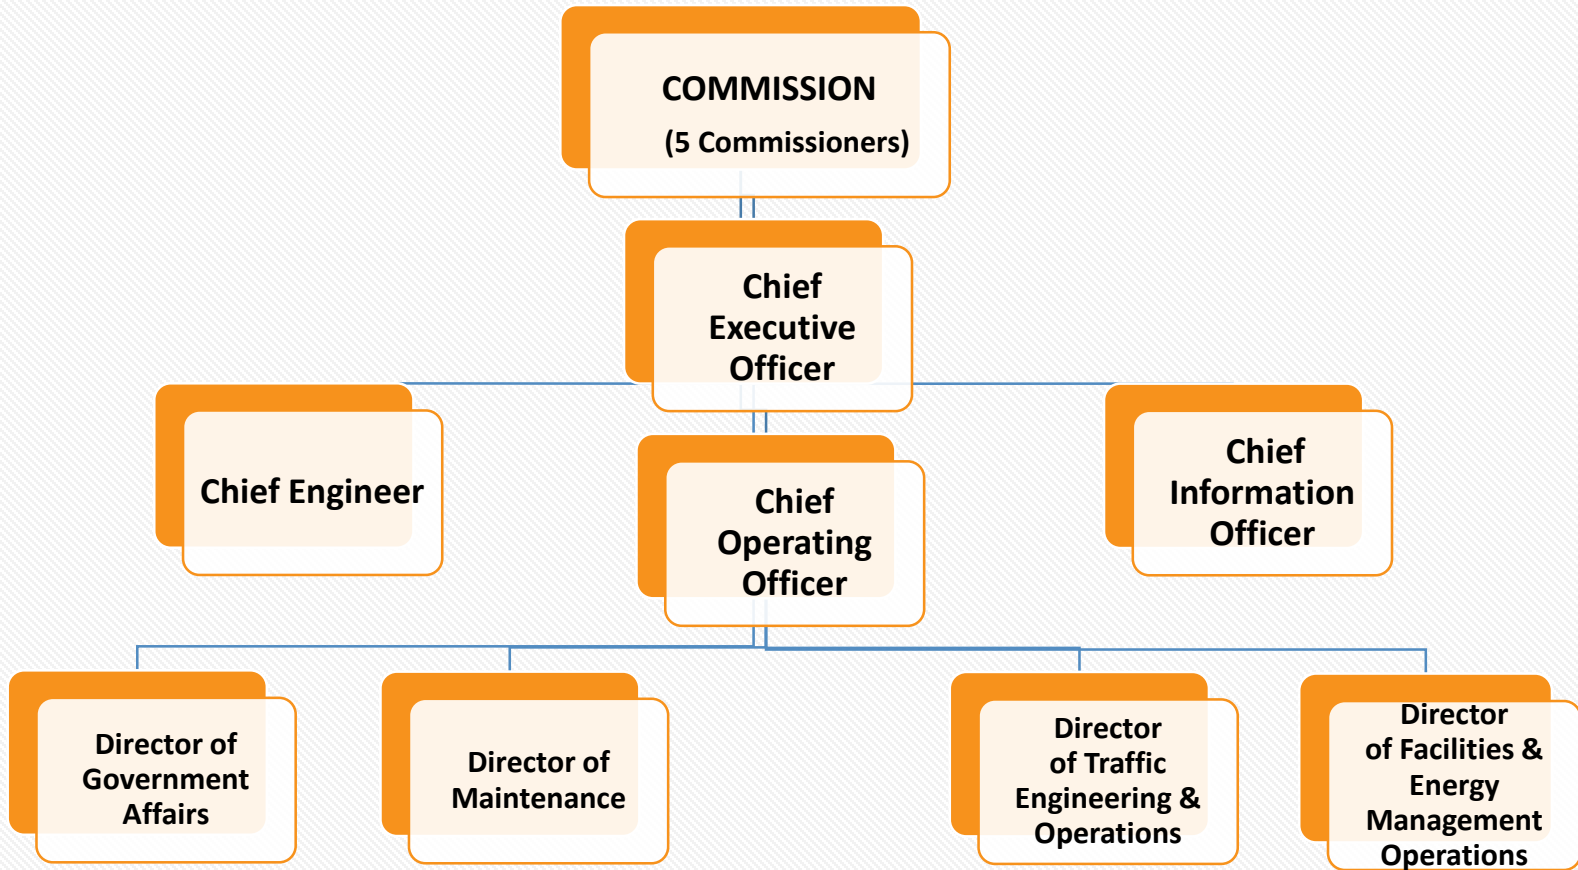 COMMISSION
(5 Commissioners)
Chief
Executive
Officer
Chief Engineer
Chief
Operating
Officer
Chief
Information
Officer
Director of
Government
Affairs
Director of
Maintenance
Director
of Traffic
Engineering &
Operations
Director
of Facilities &
Energy
Management
Operations